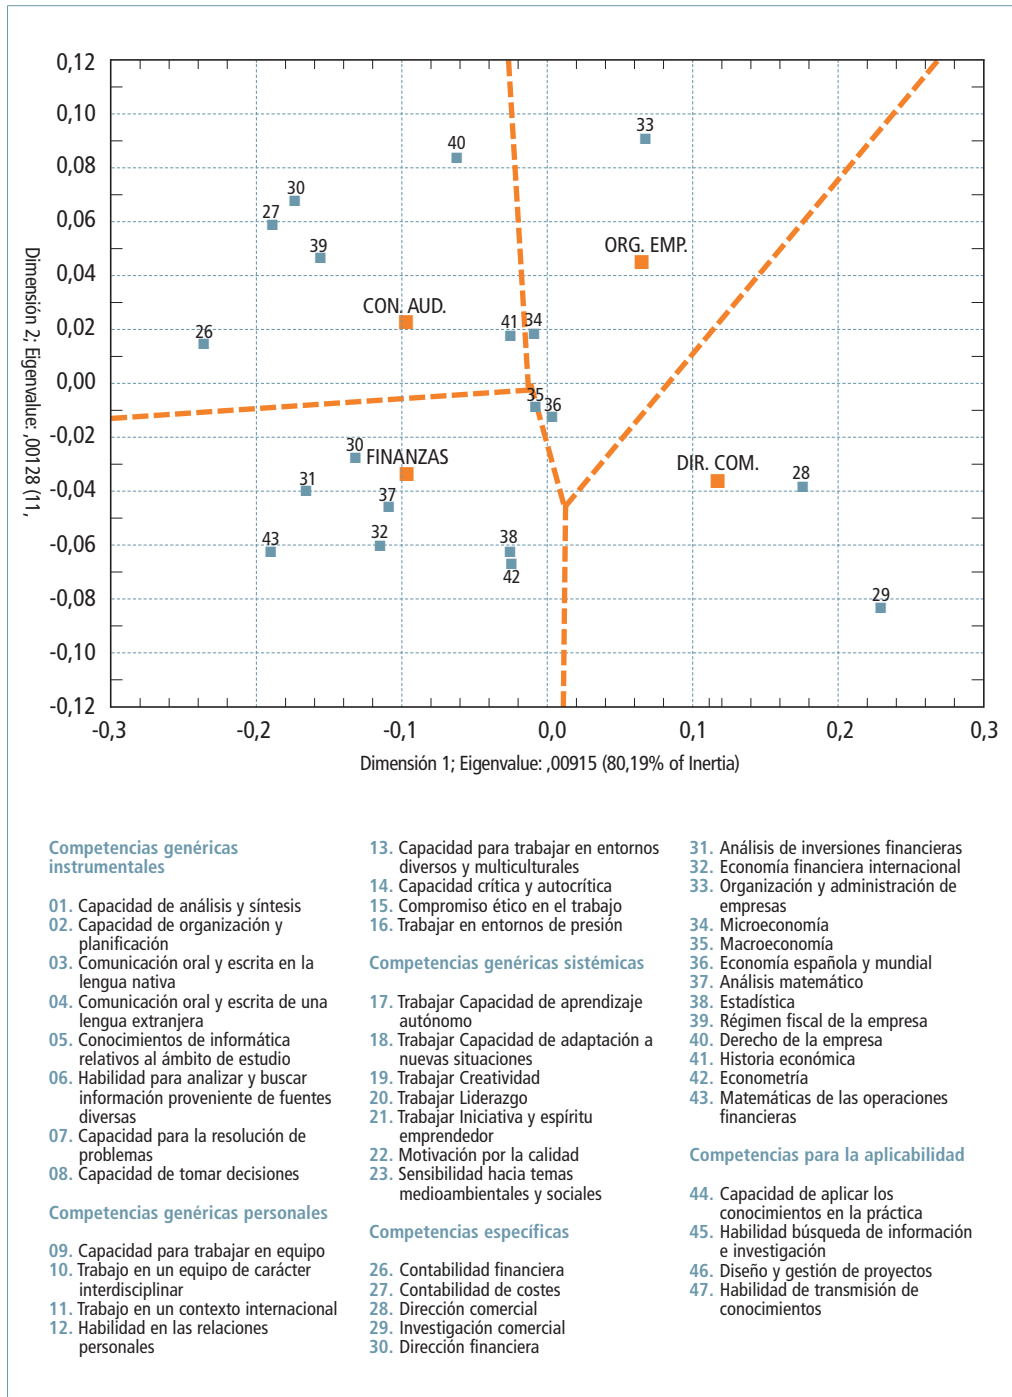 0,12
0,10
0,08
0,06
0,04
0,02
0,00
-0,02
-0,04
-0,06
-0,08
-0,10
-0,12
Dimensión 2; Eigenvalue: ,00128 (11,
33
40
30
27
39
ORG. EMP.
CON. AUD.
26
41
34
35
36
30
FINANZAS
DIR. COM.
28
31
37
32
43
38
42
29
-0,3
-0,2
-0,1
0,0
0,1
0,2
0,3
Dimensión 1; Eigenvalue: ,00915 (80,19% of Inertia)
Competencias genéricas
instrumentales
01. Capacidad de análisis y síntesis
02. Capacidad de organización y
planificación
03. Comunicación oral y escrita en la
lengua nativa
04. Comunicación oral y escrita de una
lengua extranjera
05. Conocimientos de informática
relativos al ámbito de estudio
06. Habilidad para analizar y buscar
información proveniente de fuentes
diversas
07. Capacidad para la resolución de
problemas
08. Capacidad de tomar decisiones
Competencias genéricas personales
09. Capacidad para trabajar en equipo
10. Trabajo en un equipo de carácter
interdisciplinar
11. Trabajo en un contexto internacional
12. Habilidad en las relaciones
personales
13. Capacidad para trabajar en entornos
diversos y multiculturales
14. Capacidad crítica y autocrítica
15. Compromiso ético en el trabajo
16. Trabajar en entornos de presión
Competencias genéricas sistémicas
17. Trabajar Capacidad de aprendizaje
autónomo
18. Trabajar Capacidad de adaptación a
nuevas situaciones
19. Trabajar Creatividad
20. Trabajar Liderazgo
21. Trabajar Iniciativa y espíritu
emprendedor
22. Motivación por la calidad
23. Sensibilidad hacia temas
medioambientales y sociales
Competencias específicas
26. Contabilidad financiera
27. Contabilidad de costes
28. Dirección comercial
29. Investigación comercial
30. Dirección financiera
31. Análisis de inversiones financieras
32. Economía financiera internacional
33. Organización y administración de
empresas
34. Microeconomía
35. Macroeconomía
36. Economía española y mundial
37. Análisis matemático
38. Estadística
39. Régimen fiscal de la empresa
40. Derecho de la empresa
41. Historia económica
42. Econometría
43. Matemáticas de las operaciones
financieras
Competencias para la aplicabilidad
44. Capacidad de aplicar los
conocimientos en la práctica
45. Habilidad búsqueda de información
e investigación
46. Diseño y gestión de proyectos
47. Habilidad de transmisión de
conocimientos